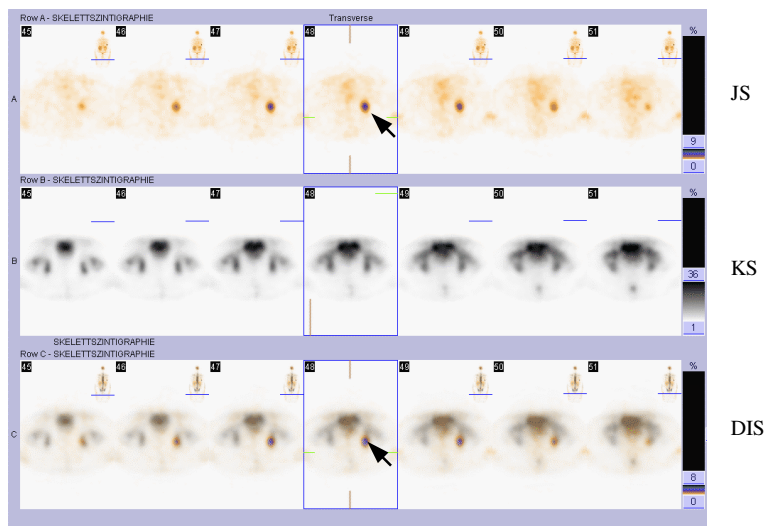 Row A - SKELETTSZINTIGRAPHIE Transverse
45 46 47 48 49 50 51 %
A JS
9
0
Row B - SKELETTSZINTIGRAPHIE
45 46 47 48 49 50 51 %
B KS
36
1
SKELETTSZINTIGRAPHIE
Row C - SKELETTSZINTIGRAPHIE
45 46 47 48 49 50 51 %
C DIS
8
0